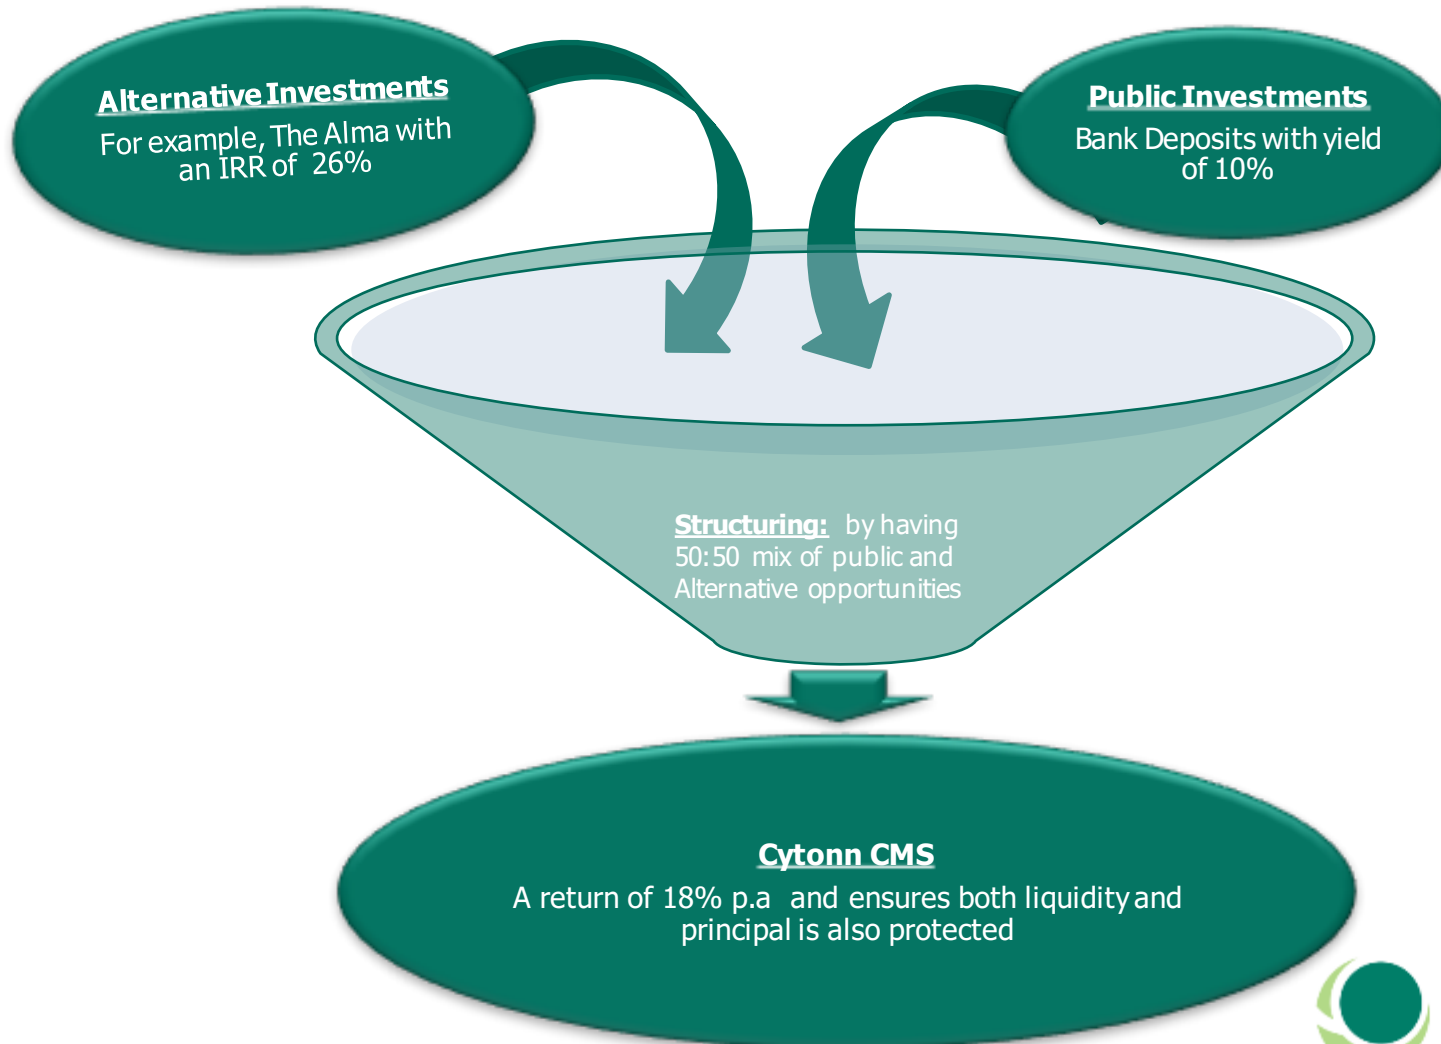 Alternative Investments
For example, The Alma with
an IRR of 26%
Public Investments
Bank Deposits with yield
of 10%
Structuring: by having
50:50 mix of public and
Alternative opportunities
Cytonn CMS
A return of 18% p.a and ensures both liquidity and
principal is also protected